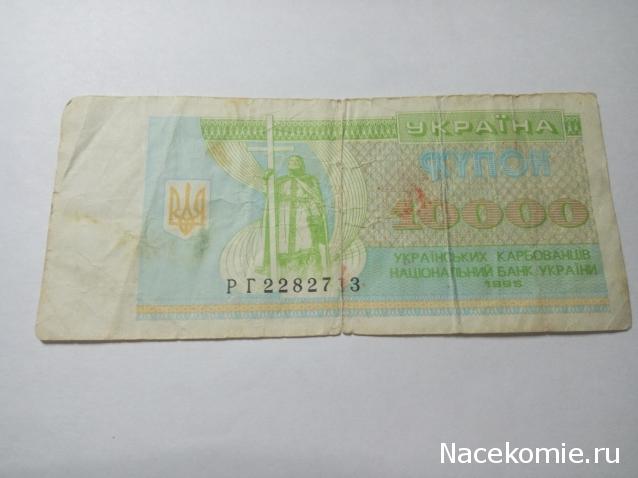 УКРАЇНА
КУПОН
10000
УКРАЇНСЬКИХ КАРБОВАНЦІВ
НАЦІОНАЛЬНИЙ БАНК УКРАЇНИ
1995
РГ2282713
Nacekomie.ru